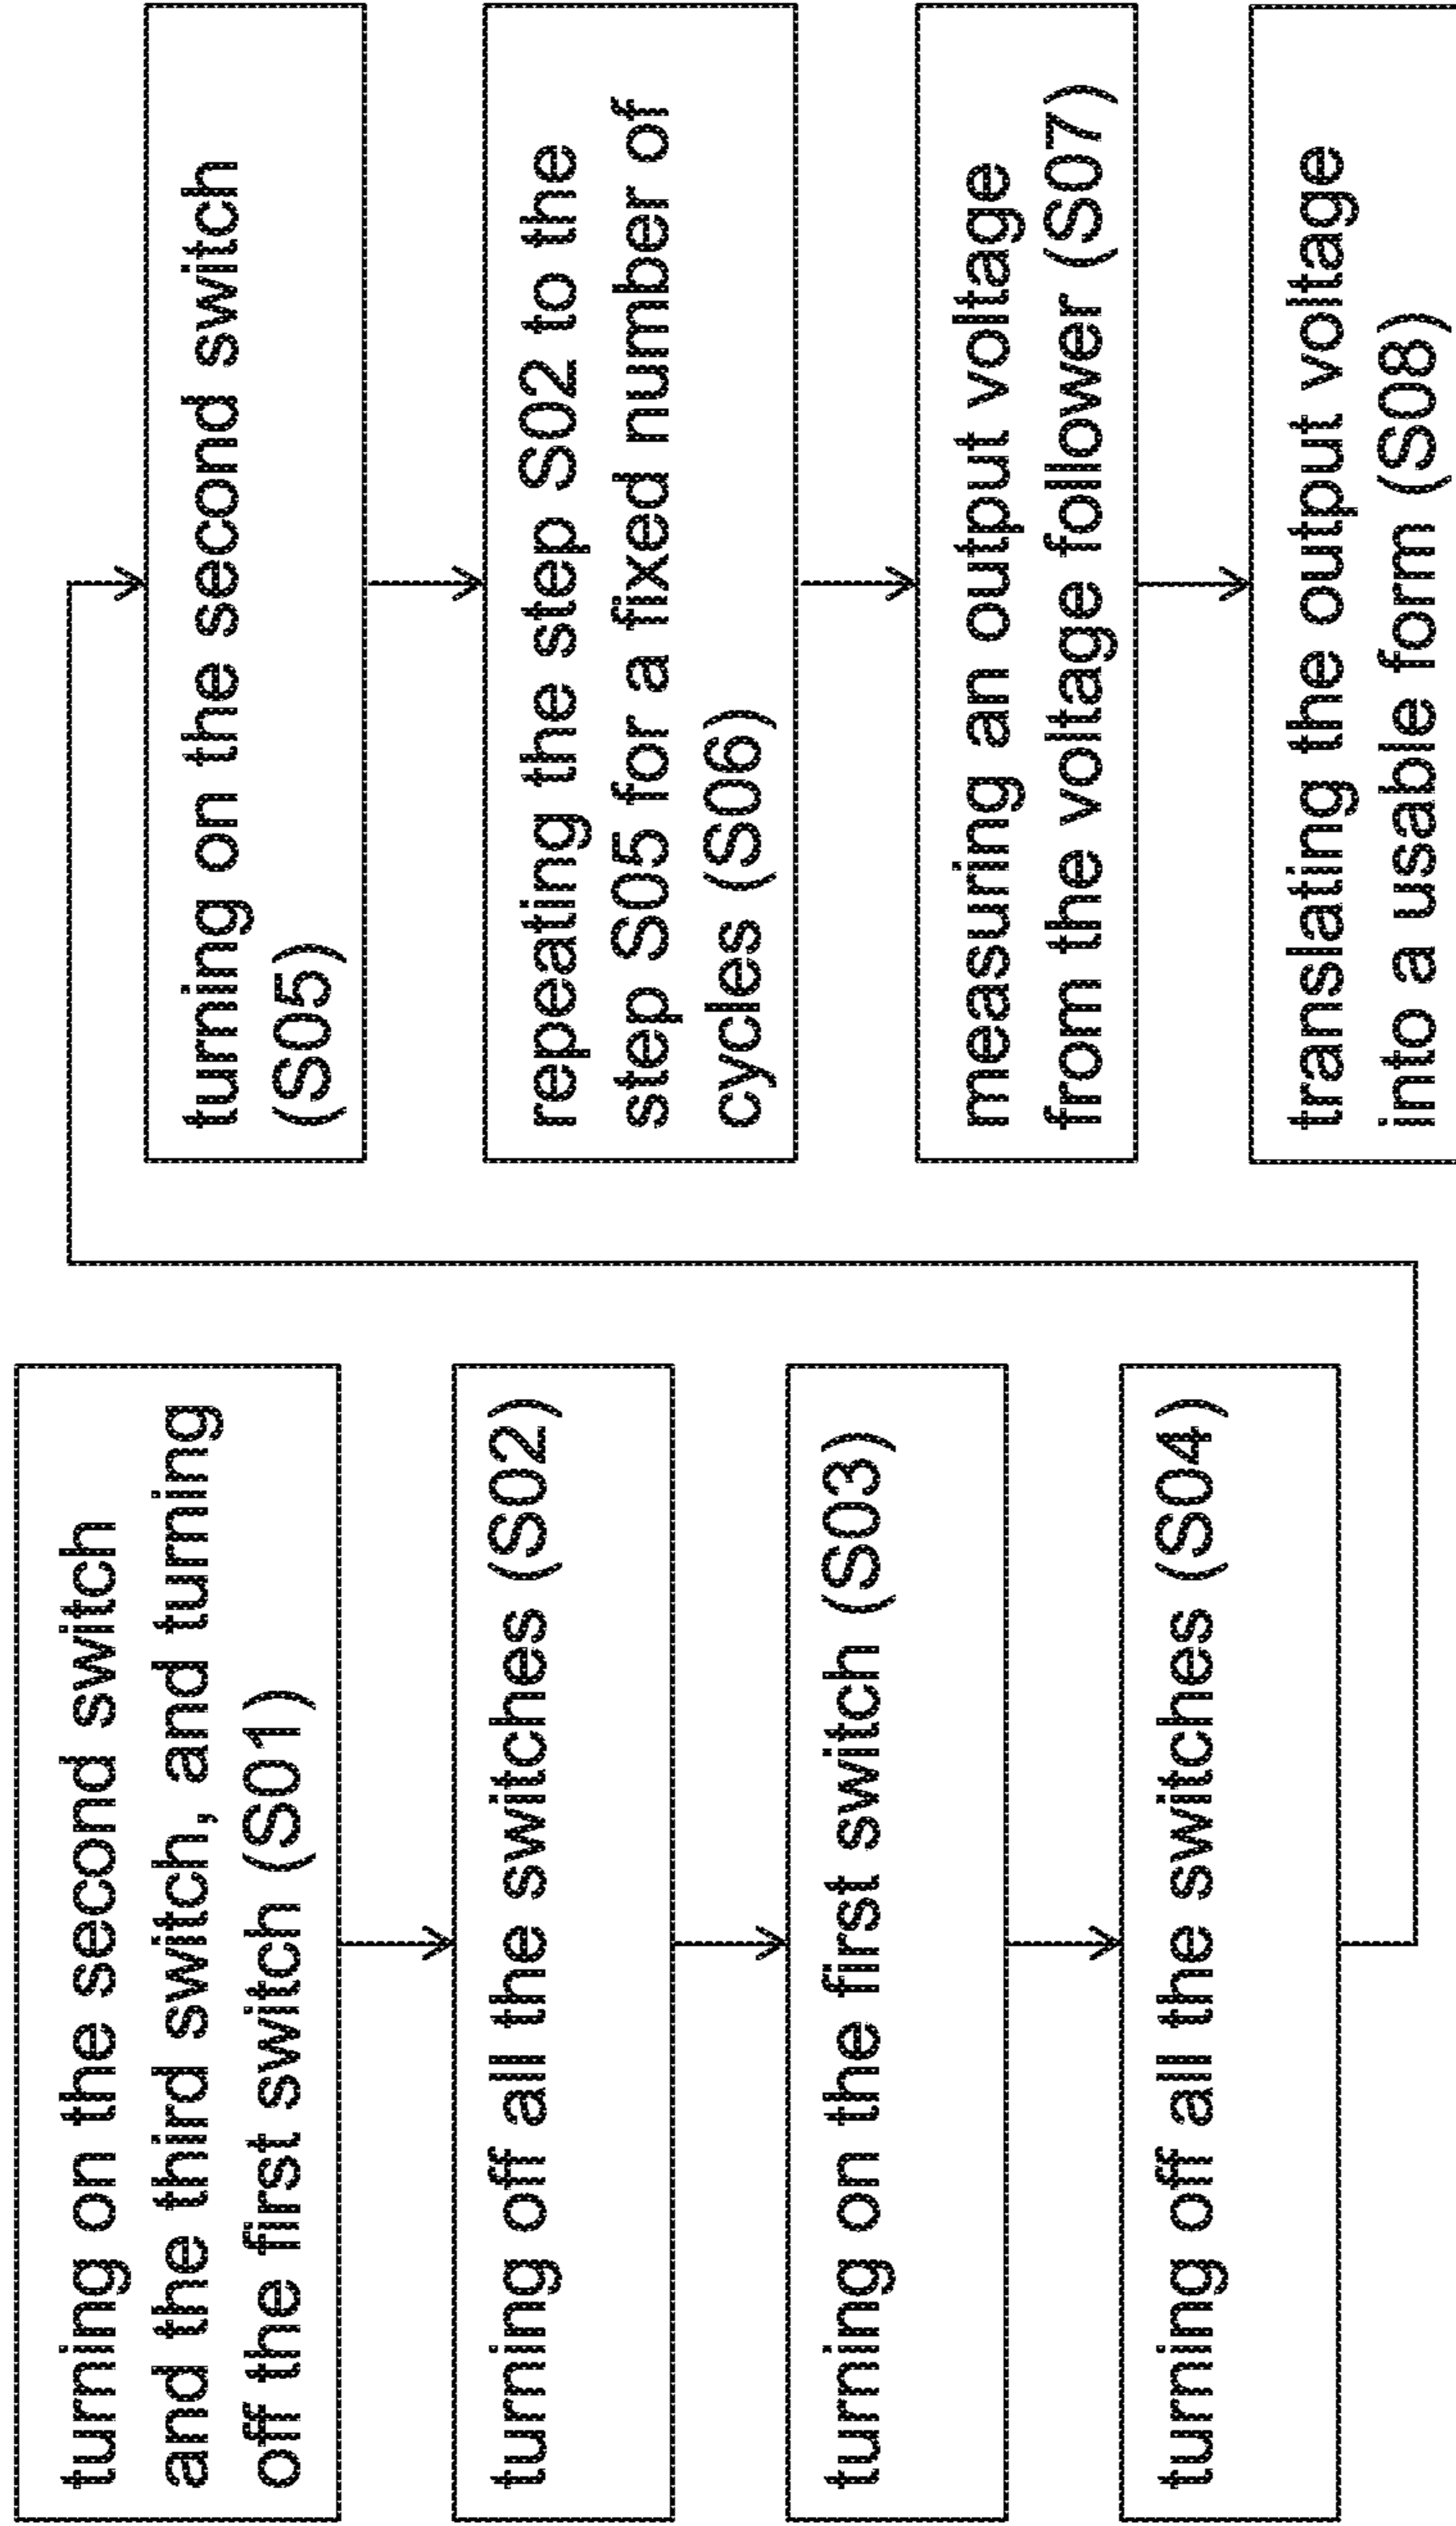 turning on the second switch
and the third switch, and turning
off the first switch (S01)
turning off all the switches (S02)
turning on the first switch (S03)
turning off all the switches (S04)
turning on the second switch
(S05)
repeating the step S02 to the
step S05 for a fixed number of
cycles (S06)
measuring an output voltage
from the voltage follower (S07)
translating the output voltage
into a usable form (S08)